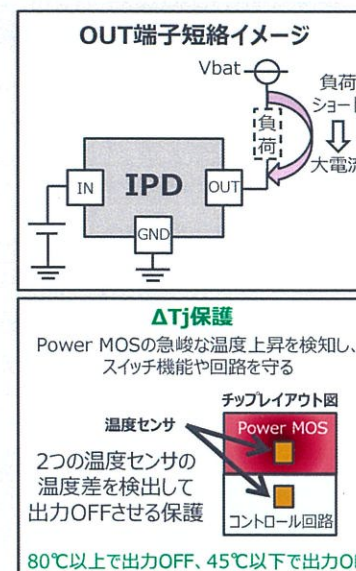 OUT端子短絡イメージ
Vbat
負荷
ショート
大電流
負
荷
IN
IPD
OUT
GND
ΔTj保護
Power MOSの急峻な温度上昇を検知し、
スイッチ機能や回路を守る
チップレイアウト図
温度センサ
Power MOS
2つの温度センサの
温度差を検出して
出力OFFさせる保護
コントロール回路
80℃以上で出力OFF、45℃以下で出力O